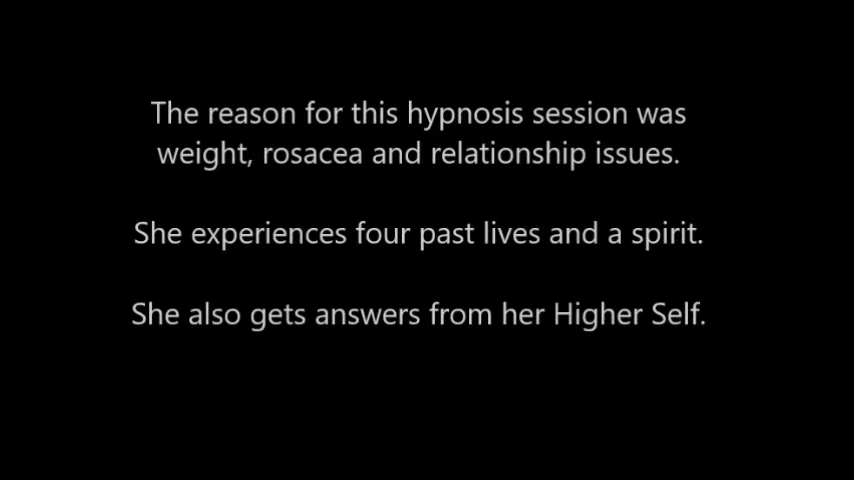 The reason for this hypnosis session was
weight, rosacea and relationship issues.
She experiences four past lives and a spirit.
She also gets answers from her Higher Self.